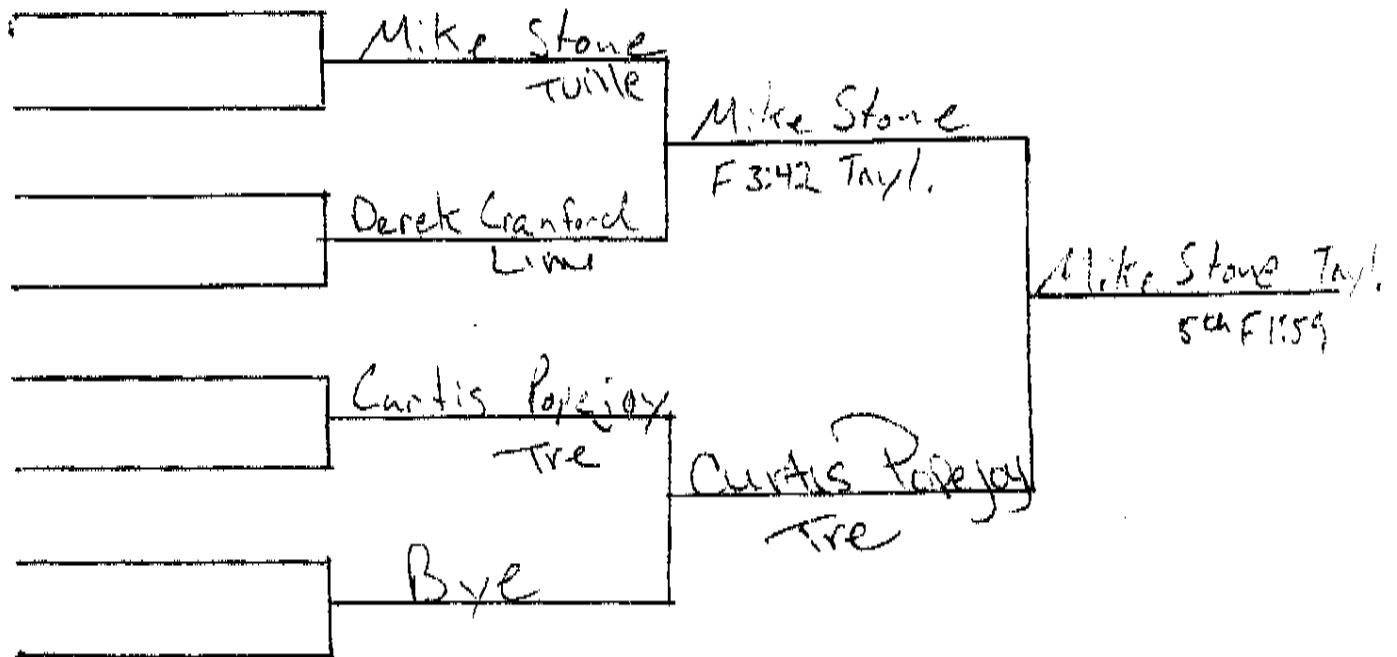 Mike Stone
Tville
Mike Stone
F 3:42 Tayl.
Derek Cranford
Lime
Mike Stone Tayl.
5th F 1:59
Curtis Popejoy
Tre
Curtis Popejoy
Tre
Bye